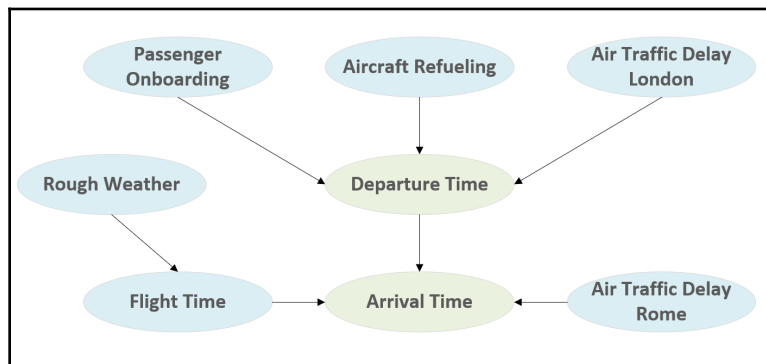 Passenger
Onboarding
Aircraft Refueling
Air Traffic Delay
London
Rough Weather
Departure Time
Flight Time
Arrival Time
Air Traffic Delay
Rome